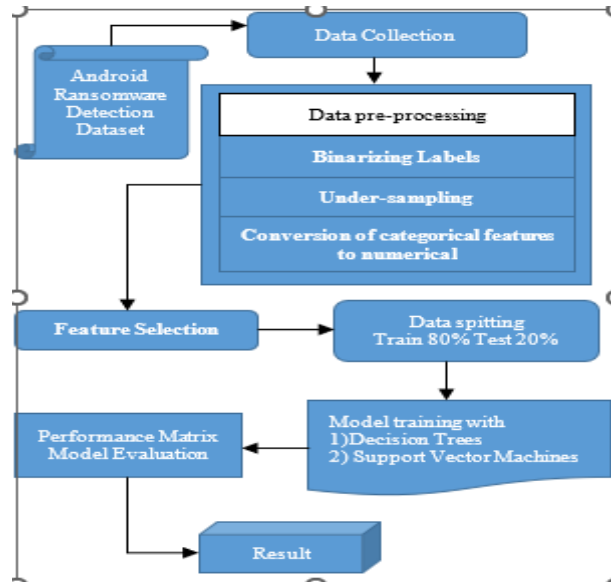 Data Collection
Android
Ransomware
Detection
Dataset
Data pre-processing
Binarizing Labels
Under-sampling
Conversion of categorical features
to numerical
Feature Selection
Data spitting
Train 80% Test 20%
Model training with
1)Decision Trees
2) Support Vector Machines
Performance Matrix
Model Evaluation
Result